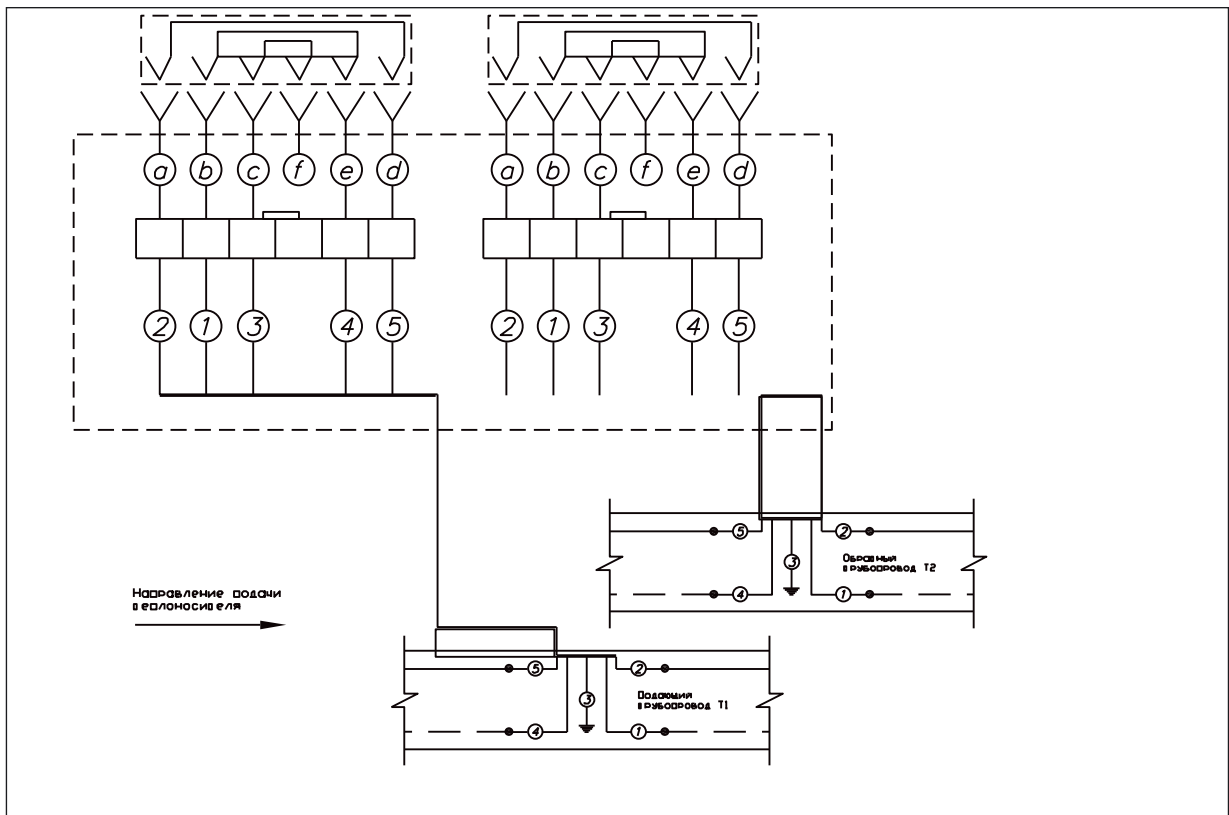 a b c f e d a b c f e d
2 1 3 4 5 2 1 3 4 5
5 2
Обратный
трубопровод Т2
3
4 1
Направление подачи
теплоносителя
5 2
Подающий
трубопровод Т1
3
4 1